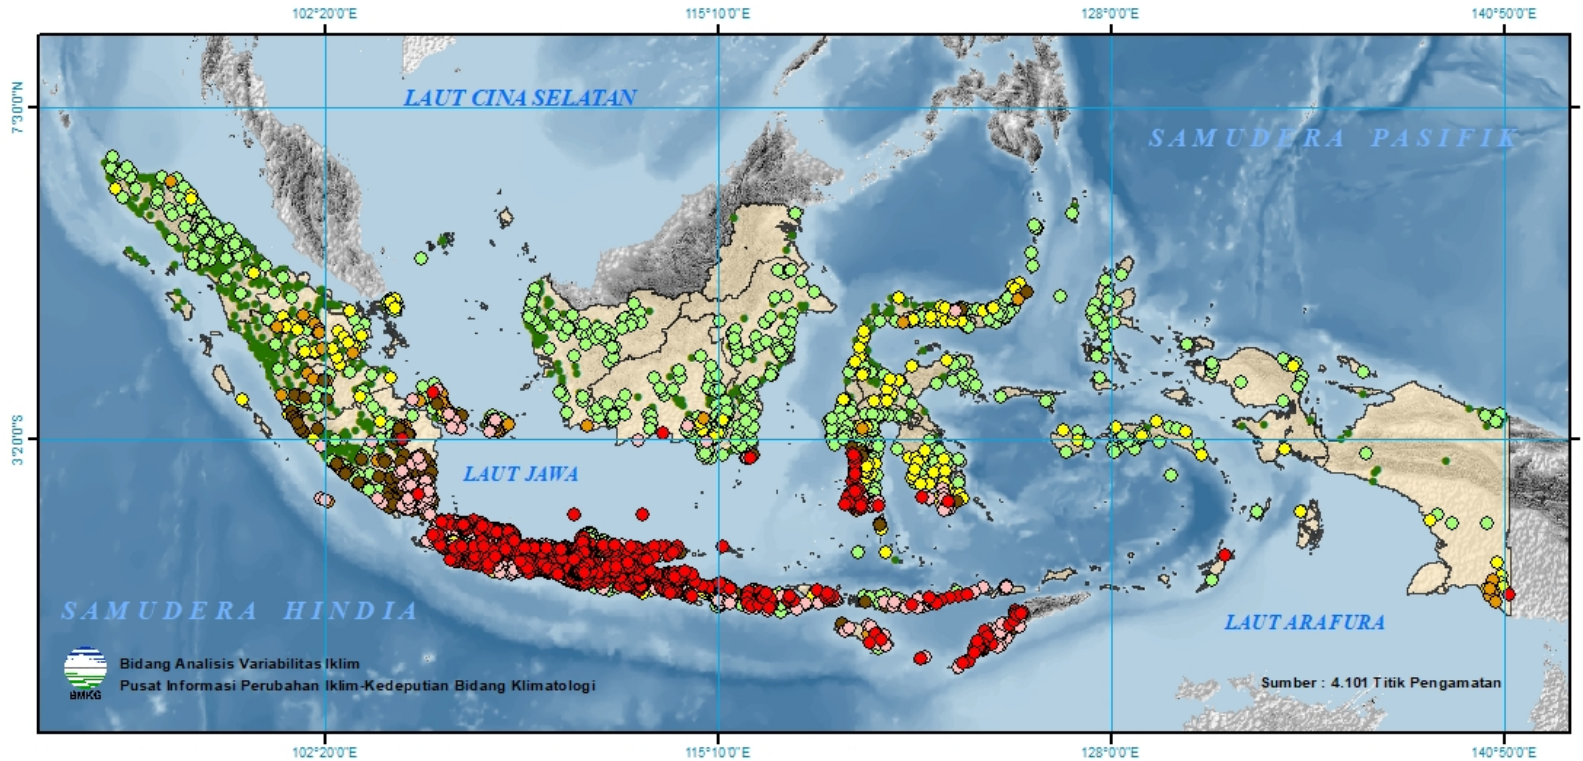 102°20'0"E 115°10'0"E 128°0'0"E 140°50'0"E
7°30'0"N
LAUT CINA SELATAN
SAMUDERA PASIFIK
3°20'0"S
LAUT JAWA
SAMUDERA HINDIA
LAUT ARAFURA
BMKG
Bidang Analisis Variabilitas Iklim
Pusat Informasi Perubahan Iklim-Kedeputian Bidang Klimatologi
Sumber : 4.101 Titik Pengamatan
102°20'0"E 115°10'0"E 128°0'0"E 140°50'0"E